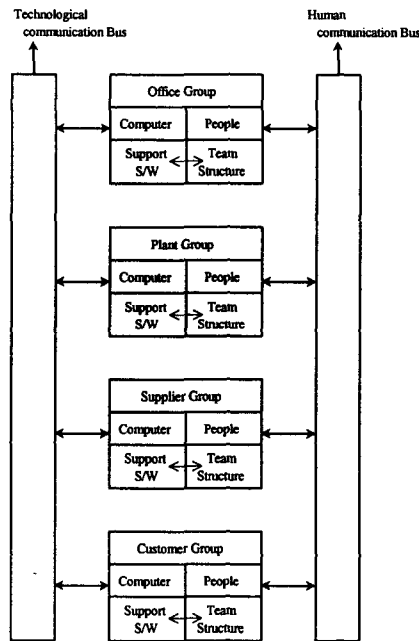 Technological
communication Bus
Human
communication Bus
Office Group
Computer People
Support Team
S/W Structure
Plant Group
Computer People
Support Team
S/W Structure
Supplier Group
Computer People
Support Team
S/W Structure
Customer Group
Computer People
Support Team
S/W Structure